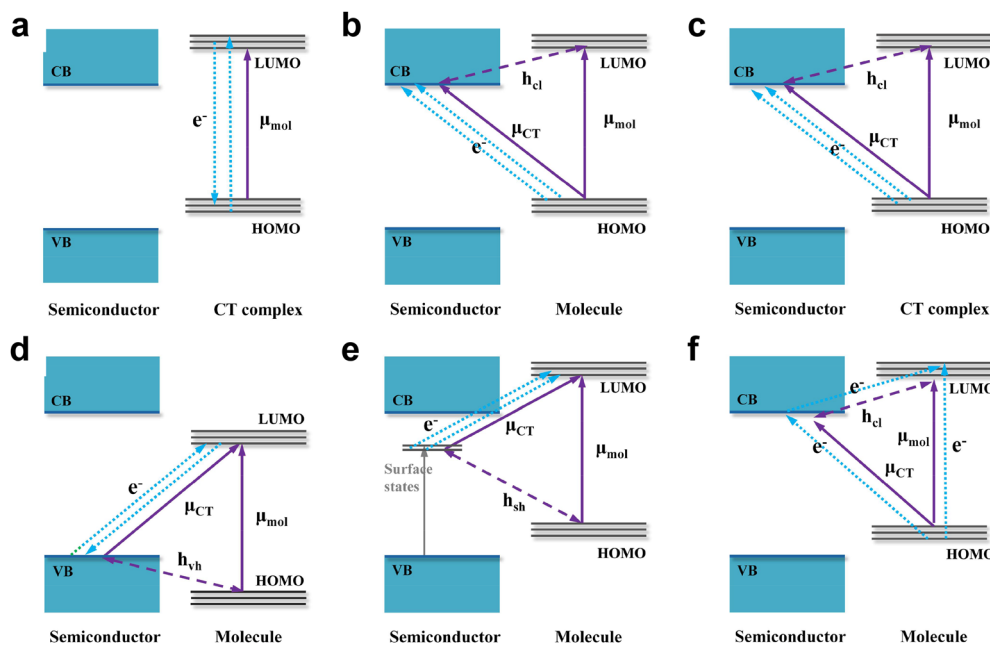 a
CB
LUMO
e-
μmol
HOMO
VB
Semiconductor
CT complex
b
CB
LUMO
hcl
μmol
μCT
e-
HOMO
VB
Semiconductor
Molecule
c
CB
LUMO
hcl
μmol
μCT
e-
HOMO
VB
Semiconductor
CT complex
d
CB
LUMO
e-
μCT
μmol
hvh
VB
HOMO
Semiconductor
Molecule
e
CB
LUMO
e-
μCT
μmol
Surface
states
hsh
HOMO
VB
Semiconductor
Molecule
f
e-
CB
LUMO
hcl
μmol
e-
e-
μCT
HOMO
VB
Semiconductor
Molecule